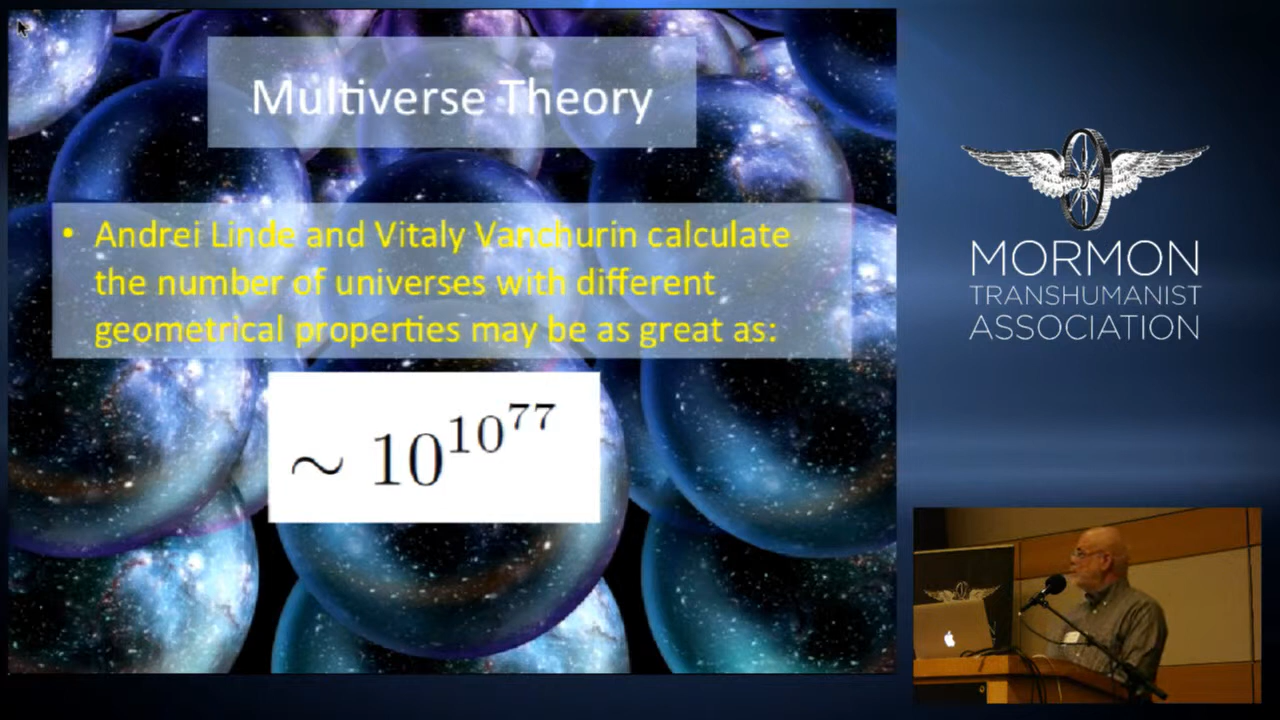 Multiverse Theory
• Andrei Linde and Vitaly Vanchurin calculate
the number of universes with different
geometrical properties may be as great as:
~ 10^10^77
MORMON
TRANSHUMANIST
ASSOCIATION